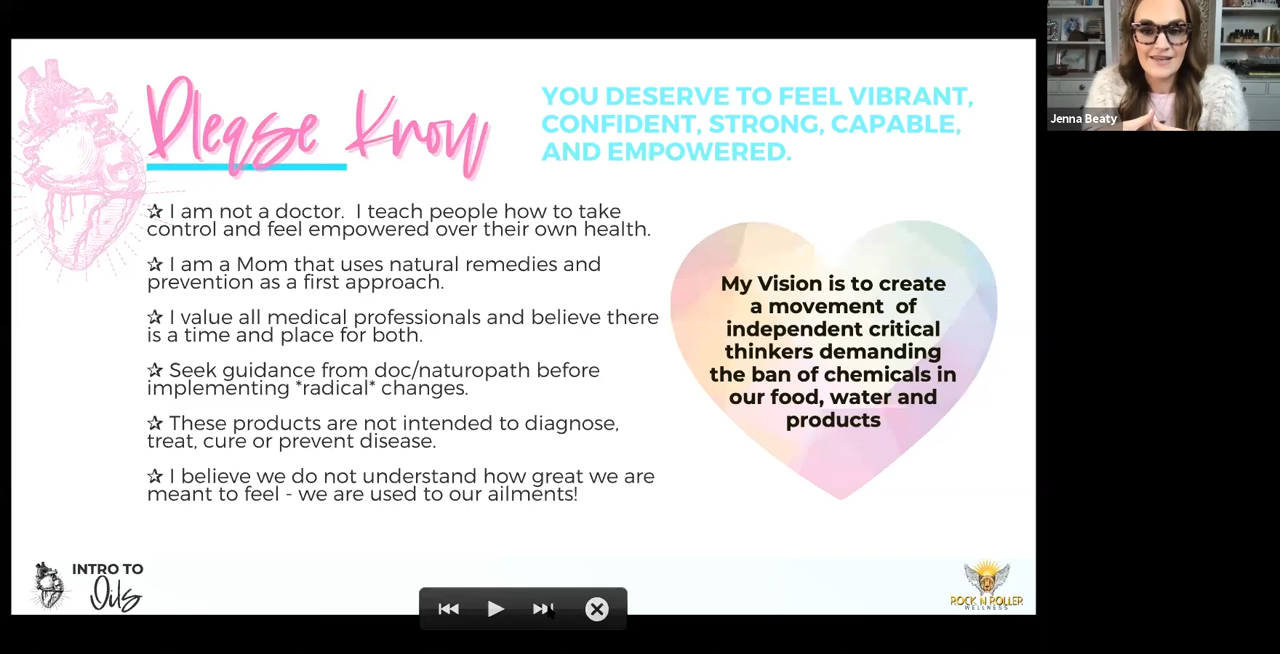 Please Know
YOU DESERVE TO FEEL VIBRANT,
CONFIDENT, STRONG, CAPABLE,
AND EMPOWERED.
☆ I am not a doctor.  I teach people how to take
control and feel empowered over their own health.
☆ I am a Mom that uses natural remedies and
prevention as a first approach.
☆ I value all medical professionals and believe there
is a time and place for both.
☆ Seek guidance from doc/naturopath before
implementing *radical* changes.
☆ These products are not intended to diagnose,
treat, cure or prevent disease.
☆ I believe we do not understand how great we are
meant to feel - we are used to our ailments!
My Vision is to create
a movement  of
independent critical
thinkers demanding
the ban of chemicals in
our food, water and
products
INTRO TO
Oils
ROCK N ROLLER
WELLNESS
Jenna Beaty